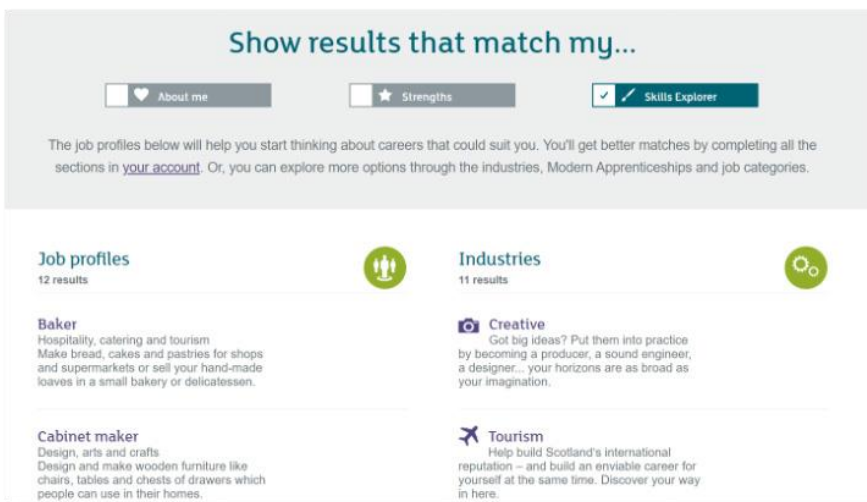 Show results that match my...
About me
Strengths
Skills Explorer
The job profiles below will help you start thinking about careers that could suit you. You'll get better matches by completing all the
sections in your account. Or, you can explore more options through the industries, Modern Apprenticeships and job categories.
Job profiles
12 results
Baker
Hospitality, catering and tourism
Make bread, cakes and pastries for shops
and supermarkets or sell your hand-made
loaves in a small bakery or delicatessen.
Cabinet maker
Design, arts and crafts
Design and make wooden furniture like
chairs, tables and chests of drawers which
people can use in their homes.
Industries
11 results
Creative
Got big ideas? Put them into practice
by becoming a producer, a sound engineer,
a designer... your horizons are as broad as
your imagination.
Tourism
Help build Scotland's international
reputation – and build an enviable career for
yourself at the same time. Discover your way
in here.